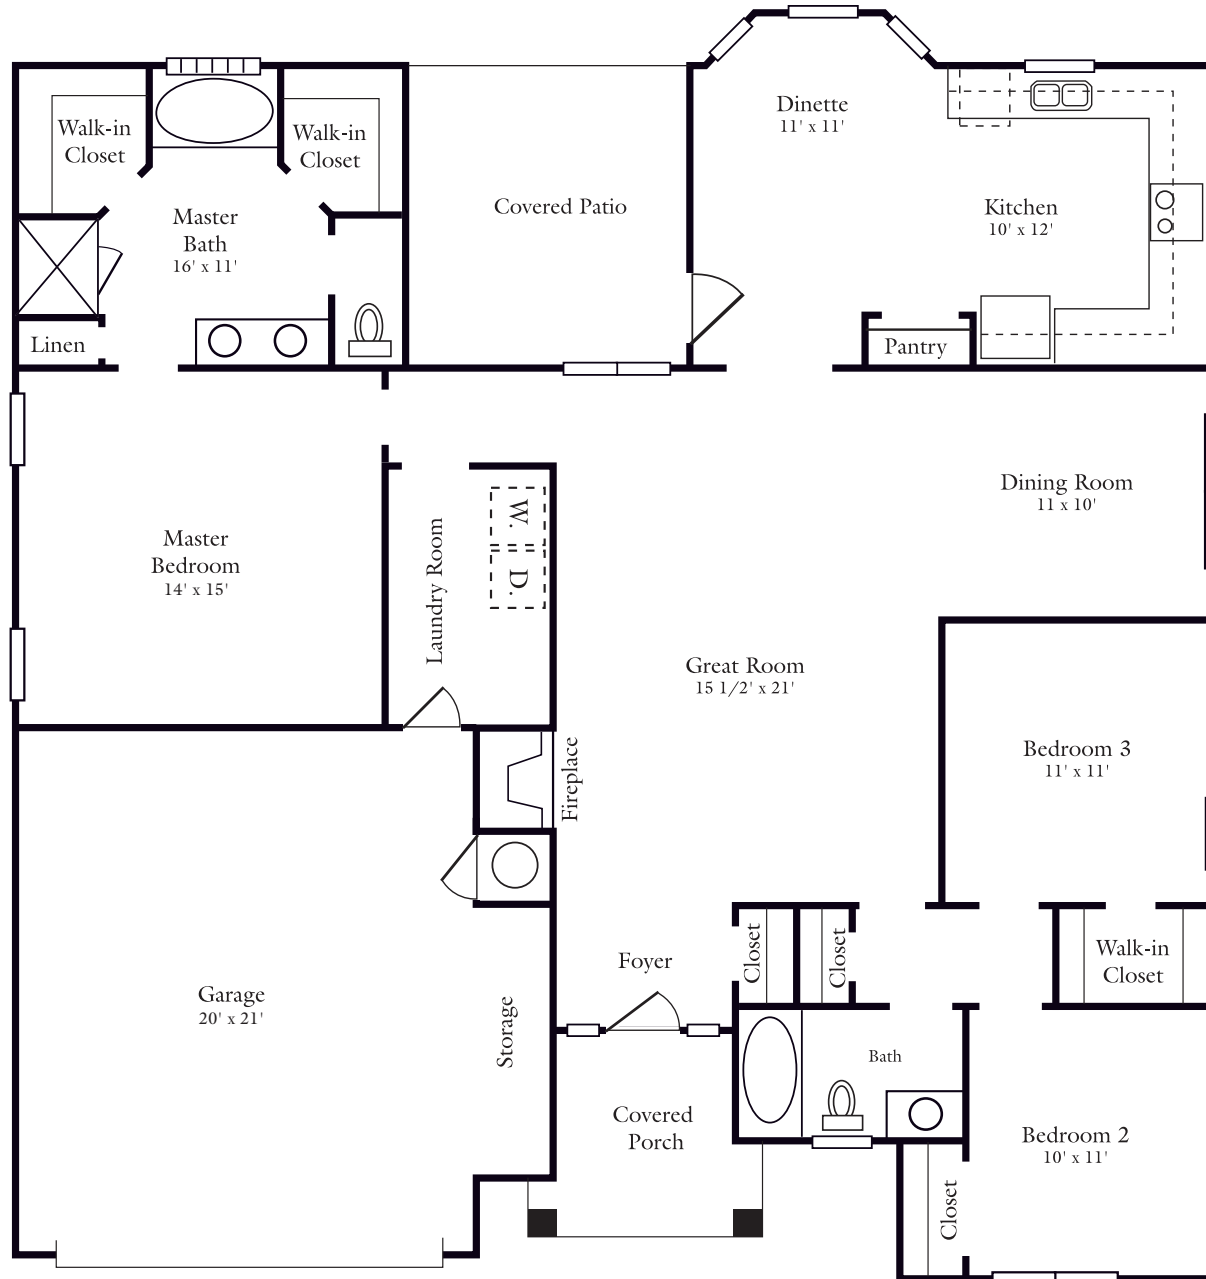 Dinette
11' x 11'
Walk-in
Closet
Walk-in
Closet
Covered Patio
Kitchen
10' x 12'
Master
Bath
16' x 11'
Linen
Pantry
Dining Room
11 x 10'
W.
D.
Laundry Room
Master
Bedroom
14' x 15'
Great Room
15 1/2' x 21'
Bedroom 3
11' x 11'
Fireplace
Foyer
Closet
Closet
Walk-in
Closet
Garage
20' x 21'
Storage
Bath
Covered
Porch
Bedroom 2
10' x 11'
Closet